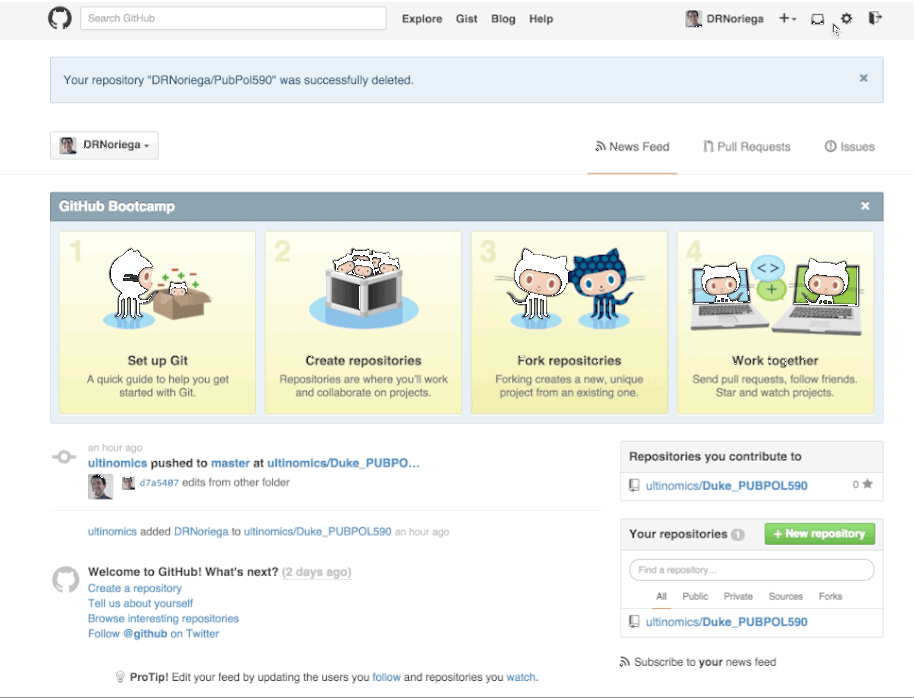 Search GitHub Explore Gist Blog Help DRNoriega
Your repository "DRNoriega/PubPol590" was successfully deleted.
DRNoriega
News Feed Pull Requests Issues
GitHub Bootcamp
1
Set up Git
A quick guide to help you get
started with Git.
2
Create repositories
Repositories are where you'll work
and collaborate on projects.
3
Fork repositories
Forking creates a new, unique
project from an existing one.
4
Work together
Send pull requests, follow friends.
Star and watch projects.
an hour ago
ultinomics pushed to master at ultinomics/Duke_PUBPO...
d7a5407 edits from other folder
ultinomics added DRNoriega to ultinomics/Duke_PUBPOL590 an hour ago
Welcome to GitHub! What's next? (2 days ago)
Create a repository
Tell us about yourself
Browse interesting repositories
Follow @github on Twitter
ProTip! Edit your feed by updating the users you follow and repositories you watch.
Repositories you contribute to
ultinomics/Duke_PUBPOL590 0
Your repositories 1 + New repository
Find a repository...
All Public Private Sources Forks
ultinomics/Duke_PUBPOL590
Subscribe to your news feed